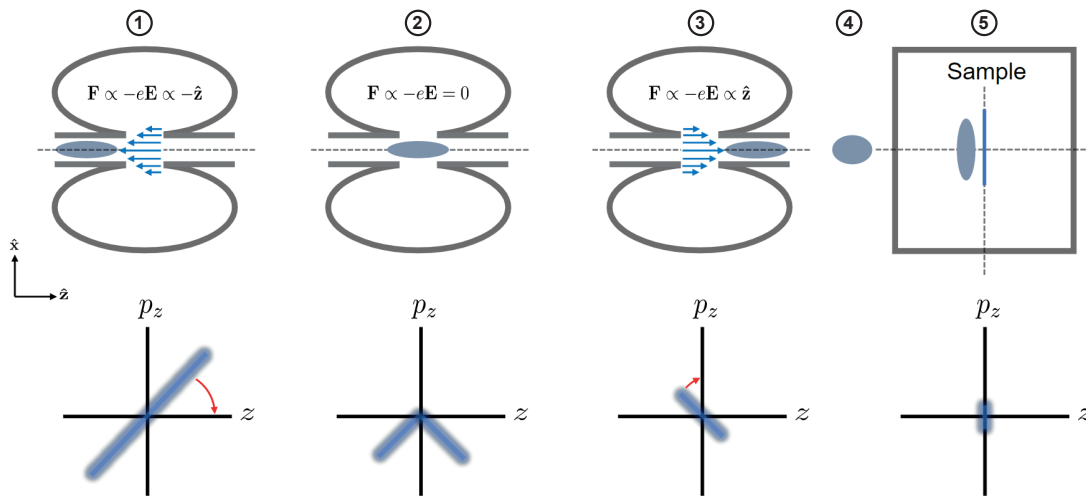 ① ② ③ ④ ⑤
F ∝ −eE ∝ −ẑ
F ∝ −eE = 0
F ∝ −eE ∝ ẑ
Sample
x̂
ẑ
p_z p_z p_z p_z
z z z z